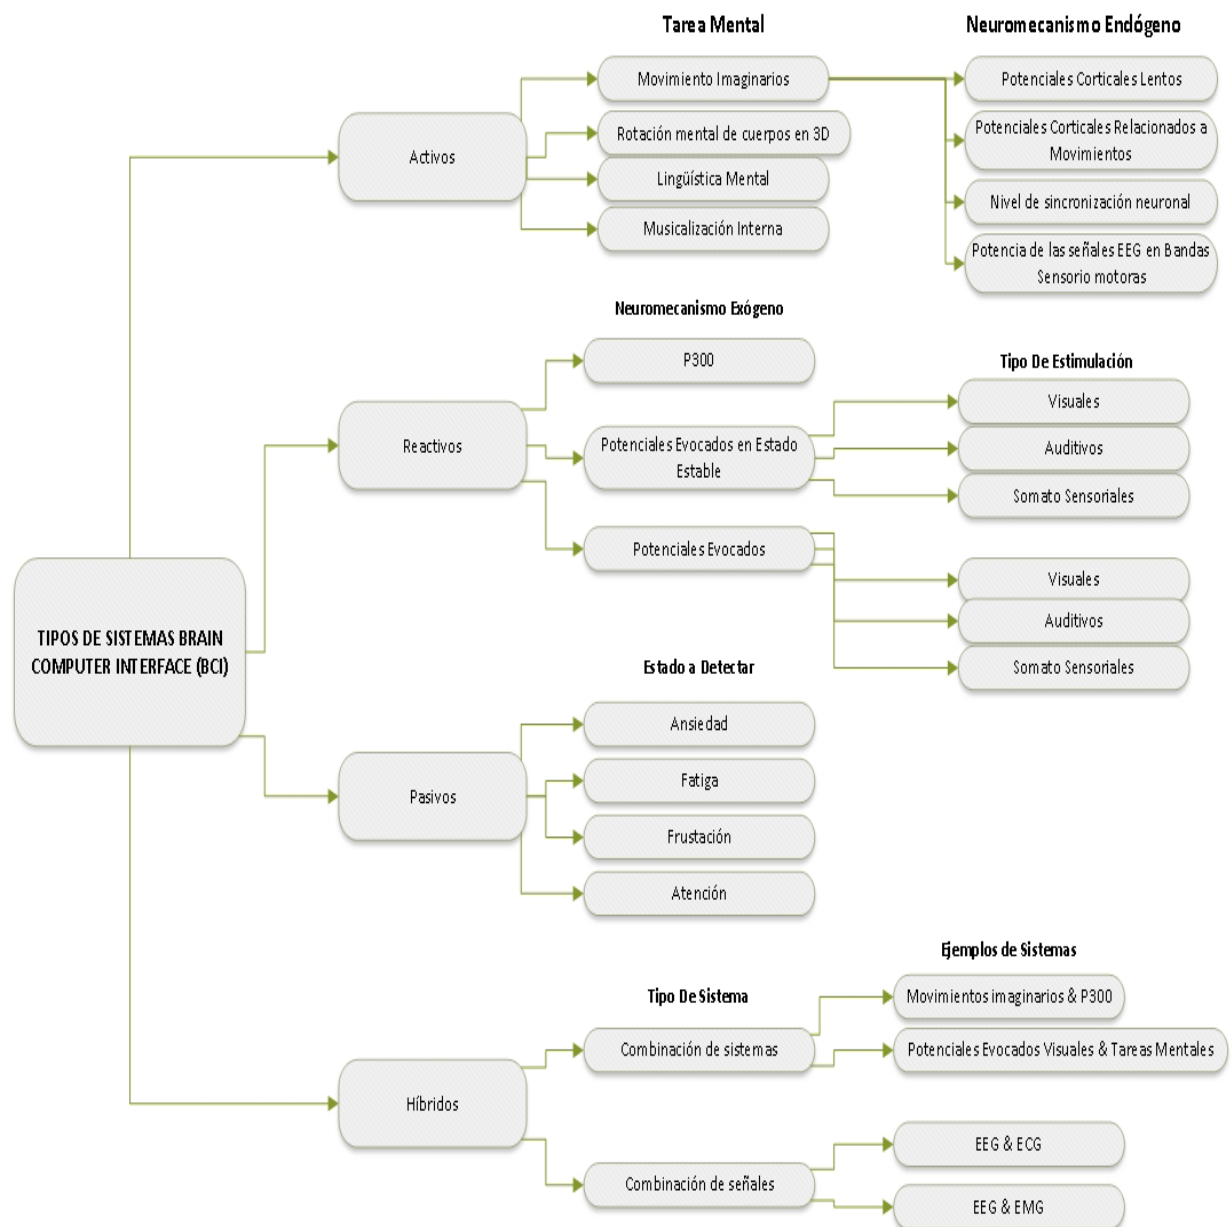 Tarea Mental
Neuromecanismo Endógeno
Movimiento Imaginarios
Potenciales Corticales Lentos
Rotación mental de cuerpos en 3D
Potenciales Corticales Relacionados a
Movimientos
Activos
Lingüística Mental
Nivel de sincronización neuronal
Musicalización Interna
Potencia de las señales EEG en Bandas
Sensorio motoras
Neuromecanismo Exógeno
P300
Tipo De Estimulación
Visuales
Reactivos
Potenciales Evocados en Estado
Estable
Auditivos
Somato Sensoriales
Potenciales Evocados
Visuales
Auditivos
Somato Sensoriales
TIPOS DE SISTEMAS BRAIN
COMPUTER INTERFACE (BCI)
Estado a Detectar
Ansiedad
Pasivos
Fatiga
Frustación
Atención
Ejemplos de Sistemas
Tipo De Sistema
Movimientos imaginarios & P300
Combinación de sistemas
Potenciales Evocados Visuales & Tareas Mentales
Híbridos
EEG & ECG
Combinación de señales
EEG & EMG